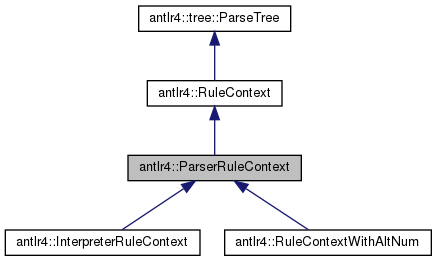 antlr4::tree::ParseTree
antlr4::RuleContext
antlr4::ParserRuleContext
antlr4::InterpreterRuleContext
antlr4::RuleContextWithAltNum